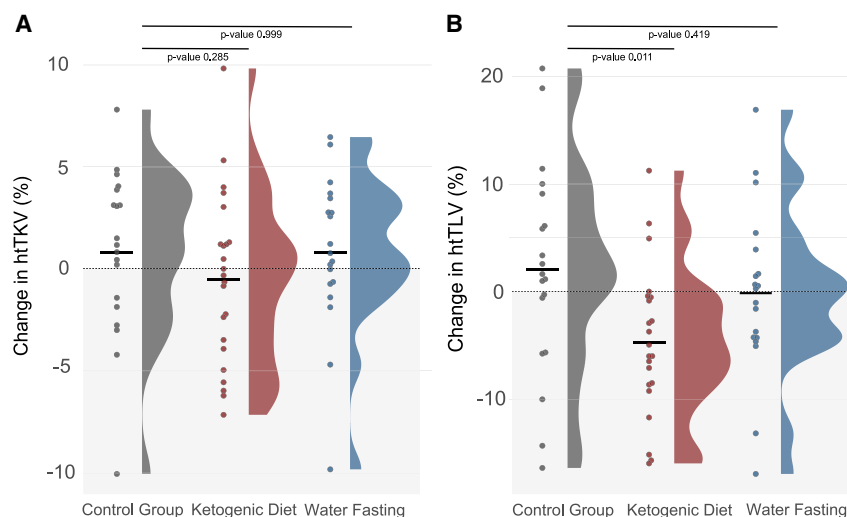 A
p-value 0.999
p-value 0.285
Change in htTKV (%)
10
5
0
-5
-10
Control Group Ketogenic Diet Water Fasting
B
p-value 0.419
p-value 0.011
Change in htTLV (%)
20
10
0
-10
Control Group Ketogenic Diet Water Fasting